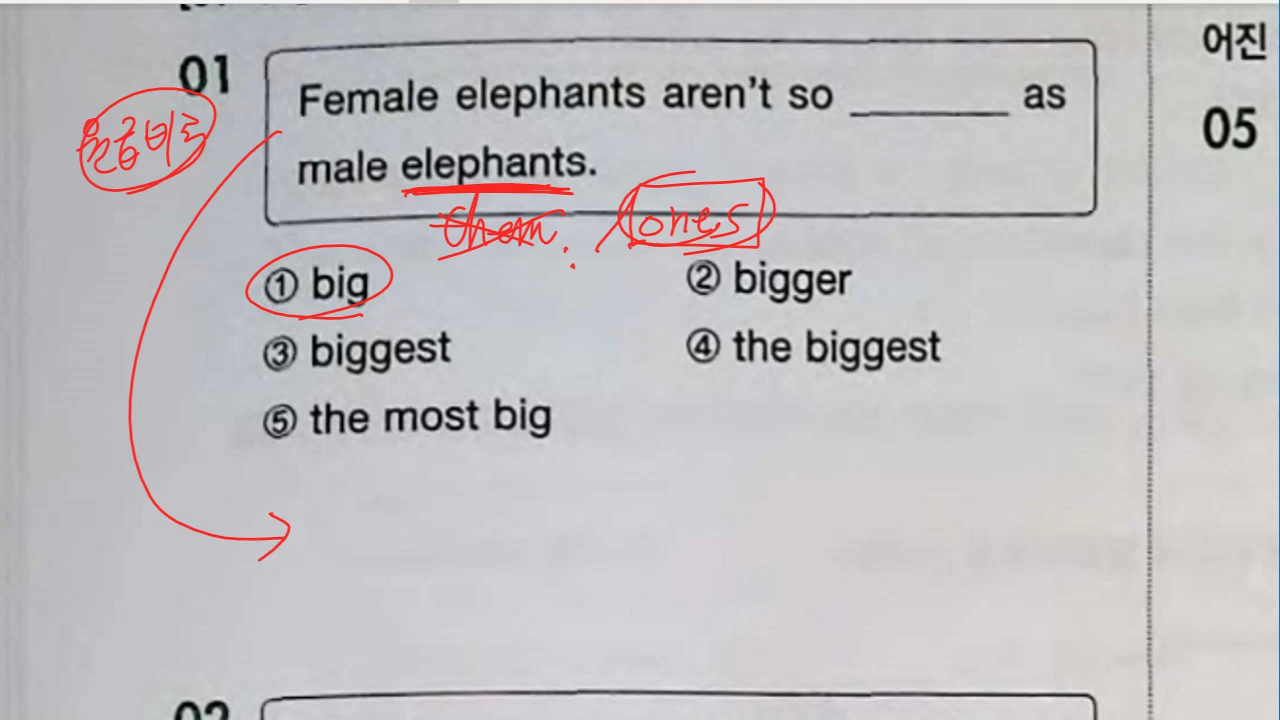 01
Female elephants aren't so ________ as
male elephants.
원급비교
them.
ones
① big
② bigger
③ biggest
④ the biggest
⑤ the most big
02
어진
05